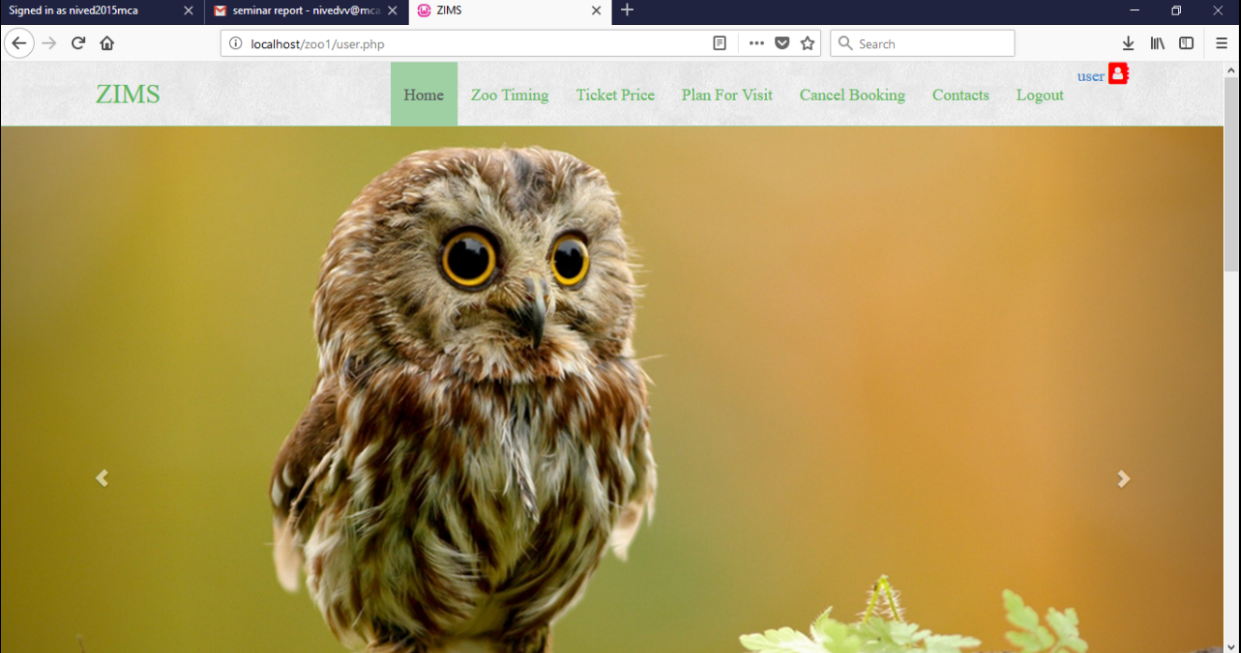 Signed in as nived2015mca
seminar report - nivedvv@mca
ZIMS
localhost/zoo1/user.php
Search
ZIMS
Home
Zoo Timing
Ticket Price
Plan For Visit
Cancel Booking
Contacts
Logout
user